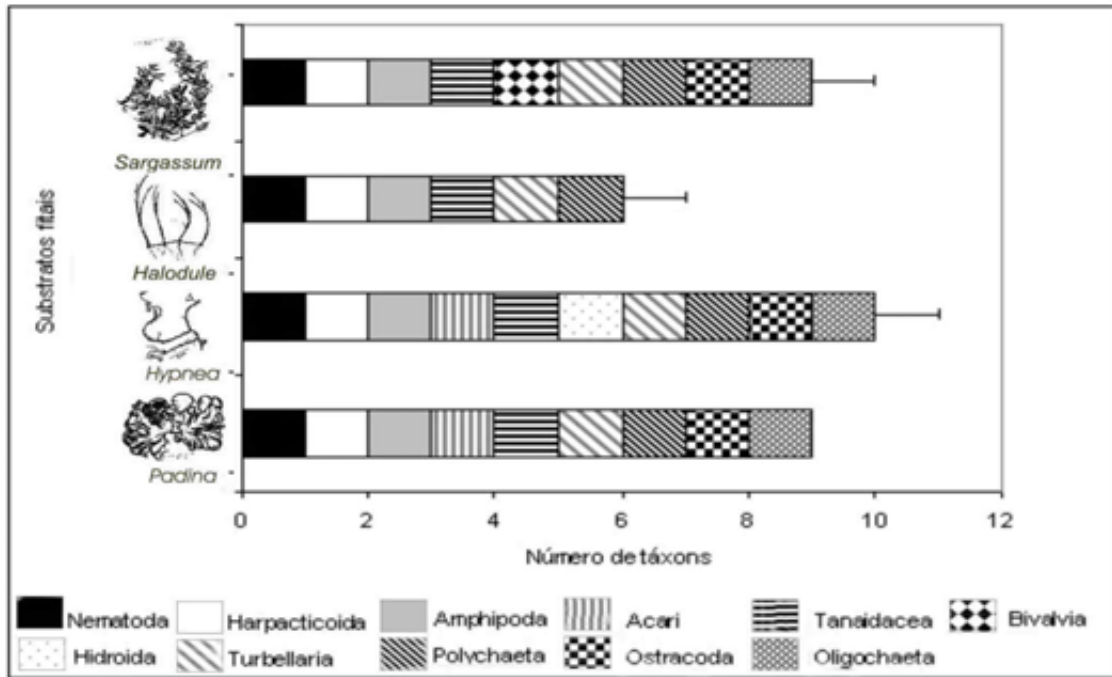 Substratos fitais
Sargassum
Halodule
Hypnea
Padina
0 2 4 6 8 10 12
Número de táxons
Nematoda Harpacticoida Amphipoda Acari Tanaidacea Bivalvia
Hidroida Turbellaria Polychaeta Ostracoda Oligochaeta